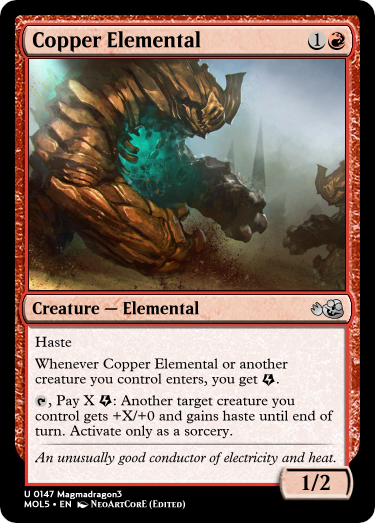 Copper Elemental 1
Creature — Elemental
Haste
Whenever Copper Elemental or another
creature you control enters, you get .
, Pay X : Another target creature you
control gets +X/+0 and gains haste until end of
turn. Activate only as a sorcery.
An unusually good conductor of electricity and heat.
1/2
U 0147 Magmadragon3
MOL5 • EN NeoArtCorE (Edited)